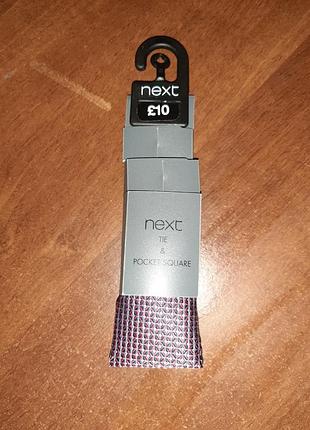 next
£10
next
TIE
&
POCKET SQUARE